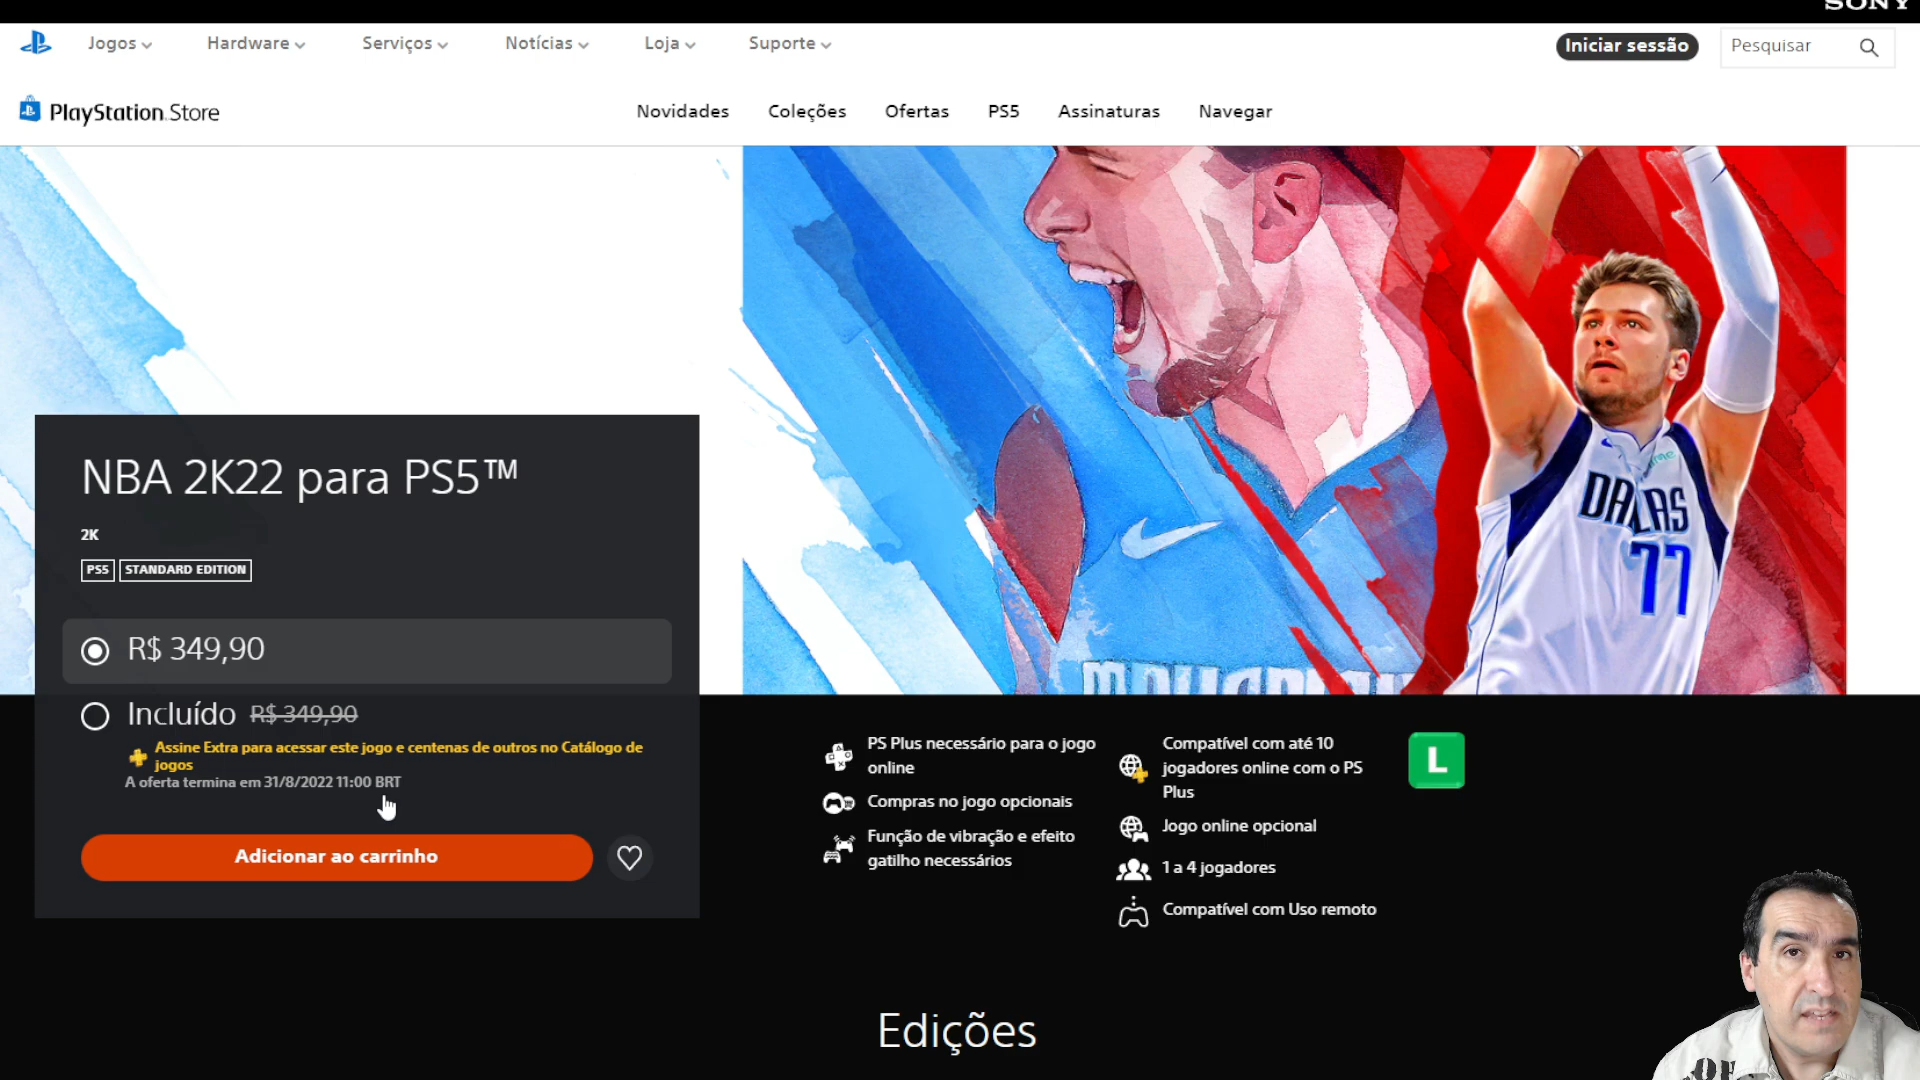 SONY
Jogos
Hardware
Serviços
Notícias
Loja
Suporte
Iniciar sessão
Pesquisar
PlayStation Store
Novidades
Coleções
Ofertas
PS5
Assinaturas
Navegar
DALLAS
77
NBA 2K22 para PS5™
2K
PS5
STANDARD EDITION
R$ 349,90
Incluído R$ 349,90
Assine Extra para acessar este jogo e centenas de outros no Catálogo de
jogos
A oferta termina em 31/8/2022 11:00 BRT
Adicionar ao carrinho
PS Plus necessário para o jogo
online
Compras no jogo opcionais
Função de vibração e efeito
gatilho necessários
Compatível com até 10
jogadores online com o PS
Plus
Jogo online opcional
1 a 4 jogadores
Compatível com Uso remoto
L
Edições